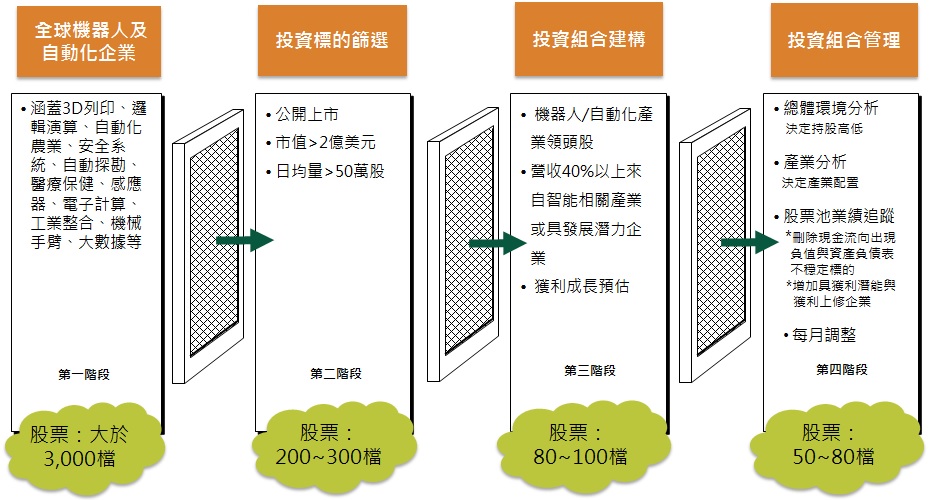 全球機器人及
自動化企業
• 涵蓋3D列印、邏
輯演算、自動化
農業、安全系
統、自動探勘、
醫療保健、感應
器、電子計算、
工業整合、機械
手臂、大數據等
第一階段
股票：大於
3,000檔
投資標的篩選
• 公開上市
• 市值>2億美元
• 日均量>50萬股
第二階段
股票：
200~300檔
投資組合建構
• 機器人/自動化產
業領頭股
• 營收40%以上來
自智能相關產業
或具發展潛力企
業
• 獲利成長預估
第三階段
股票：
80~100檔
投資組合管理
• 總體環境分析
決定持股高低
• 產業分析
決定產業配置
• 股票池業績追蹤
*刪除現金流向出現
負值與資產負債表
不穩定標的
*增加具獲利潛能與
獲利上修企業
• 每月調整
第四階段
股票：
50~80檔